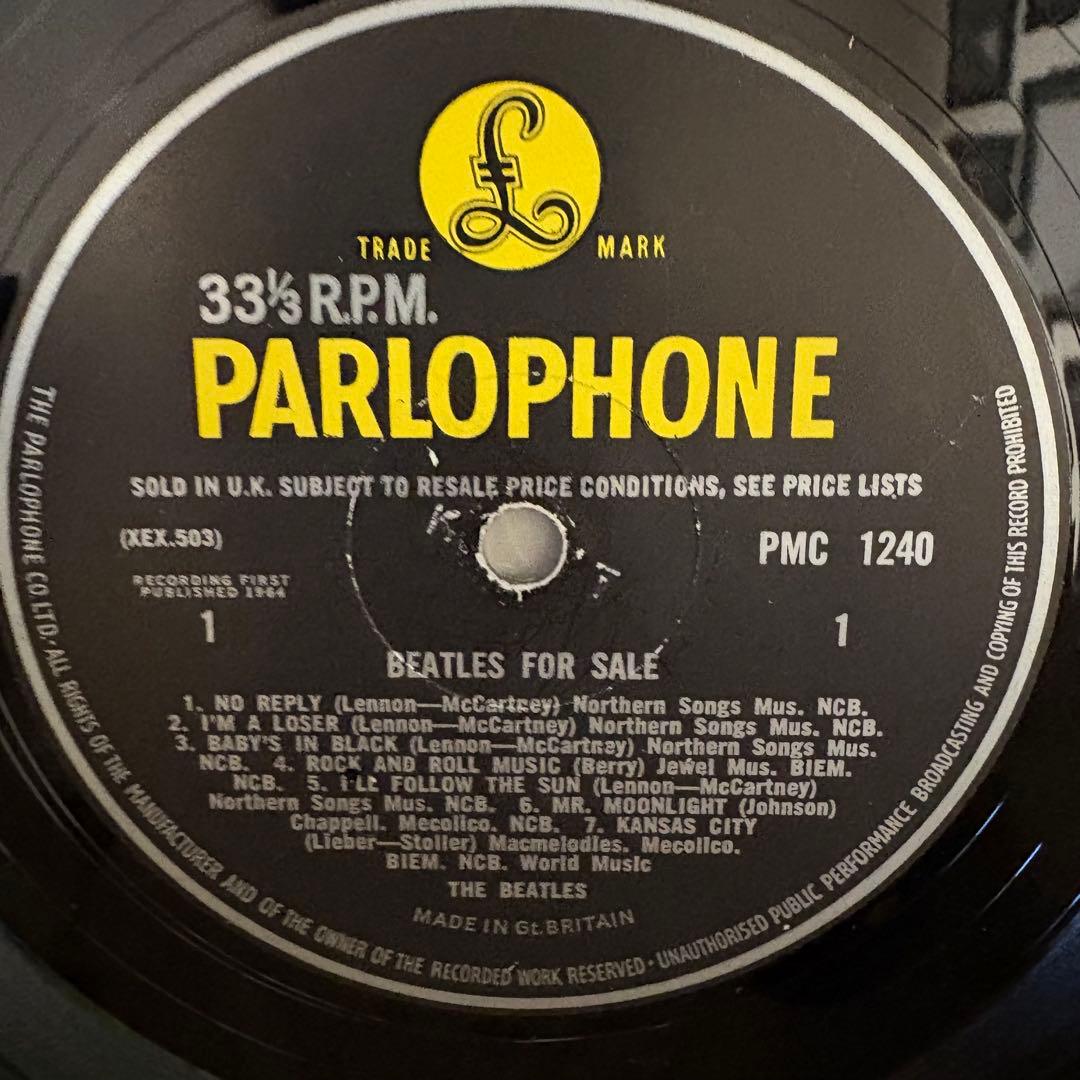 £
TRADE MARK
33⅓ R.P.M.
PARLOPHONE
SOLD IN U.K. SUBJECT TO RESALE PRICE CONDITIONS, SEE PRICE LISTS
(XEX.503)
PMC 1240
RECORDING FIRST
PUBLISHED 1964
1
1
BEATLES FOR SALE
1. NO REPLY (Lennon—McCartney) Northern Songs Mus. NCB.
2. I'M A LOSER (Lennon—McCartney) Northern Songs Mus. NCB.
3. BABY'S IN BLACK (Lennon—McCartney) Northern Songs Mus.
NCB. 4. ROCK AND ROLL MUSIC (Berry) Jewel Mus. BIEM.
NCB. 5. I'LL FOLLOW THE SUN (Lennon—McCartney)
Northern Songs Mus. NCB. 6. MR. MOONLIGHT (Johnson)
Chappell. Mecolico. NCB. 7. KANSAS CITY
(Lieber—Stoller) Macmelodies. Mecolico.
BIEM. NCB. World Music
THE BEATLES
MADE IN Gt. BRITAIN
THE PARLOPHONE CO. LTD. · ALL RIGHTS OF THE MANUFACTURER AND OF THE OWNER OF THE RECORDED WORK RESERVED · UNAUTHORISED PUBLIC PERFORMANCE BROADCASTING AND COPYING OF THIS RECORD PROHIBITED